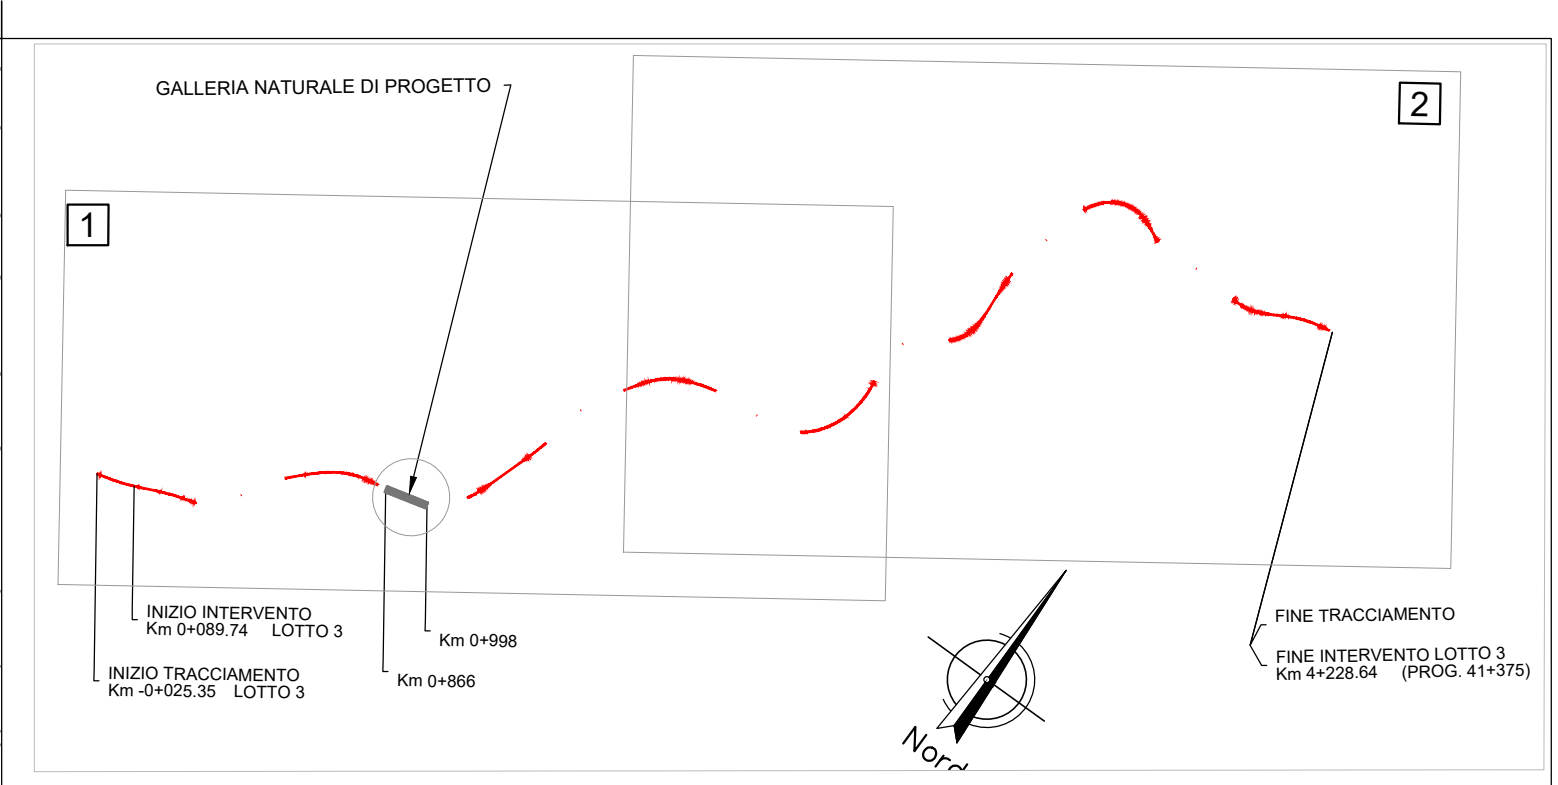 GALLERIA NATURALE DI PROGETTO
2
1
INIZIO INTERVENTO
Km 0+089.74 LOTTO 3
INIZIO TRACCIAMENTO
Km -0+025.35 LOTTO 3
Km 0+998
Km 0+866
Nord
FINE TRACCIAMENTO
FINE INTERVENTO LOTTO 3
Km 4+228.64 (PROG. 41+375)